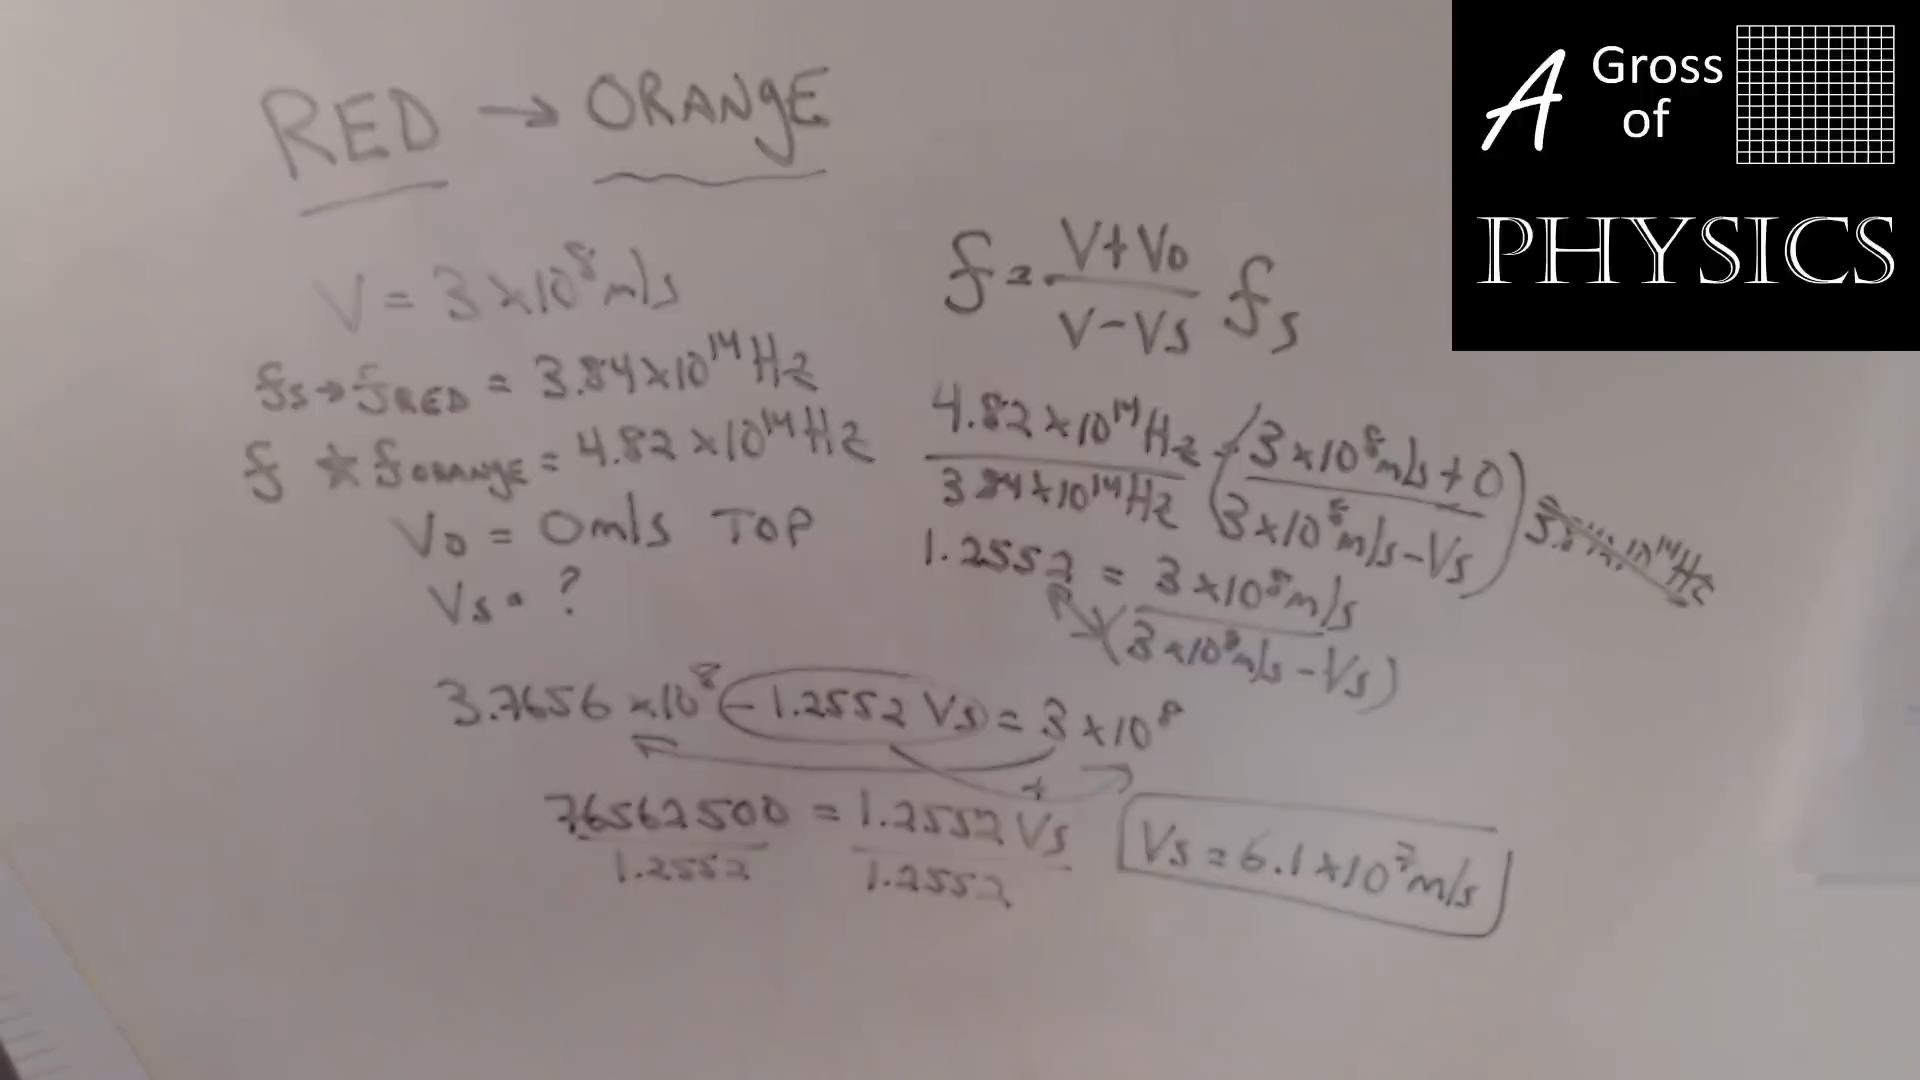 RED → ORANGE
V = 3 x 10⁸ m/s
fs → fRED = 3.84 x 10¹⁴ Hz
f ★ fORANGE = 4.82 x 10¹⁴ Hz
Vo = 0 m/s TOP
Vs = ?
f = (V + Vo) / (V - Vs) fs
4.82 x 10¹⁴ Hz / 3.84 x 10¹⁴ Hz = (3 x 10⁸ m/s + 0 / 3 x 10⁸ m/s - Vs)
1.2552 = 3 x 10⁸ m/s / (3 x 10⁸ m/s - Vs)
3.7656 x 10⁸ - 1.2552 Vs = 3 x 10⁸
+
76562500 / 1.2552 = 1.2552 Vs / 1.2552
Vs = 6.1 x 10⁷ m/s
A Gross of
PHYSICS